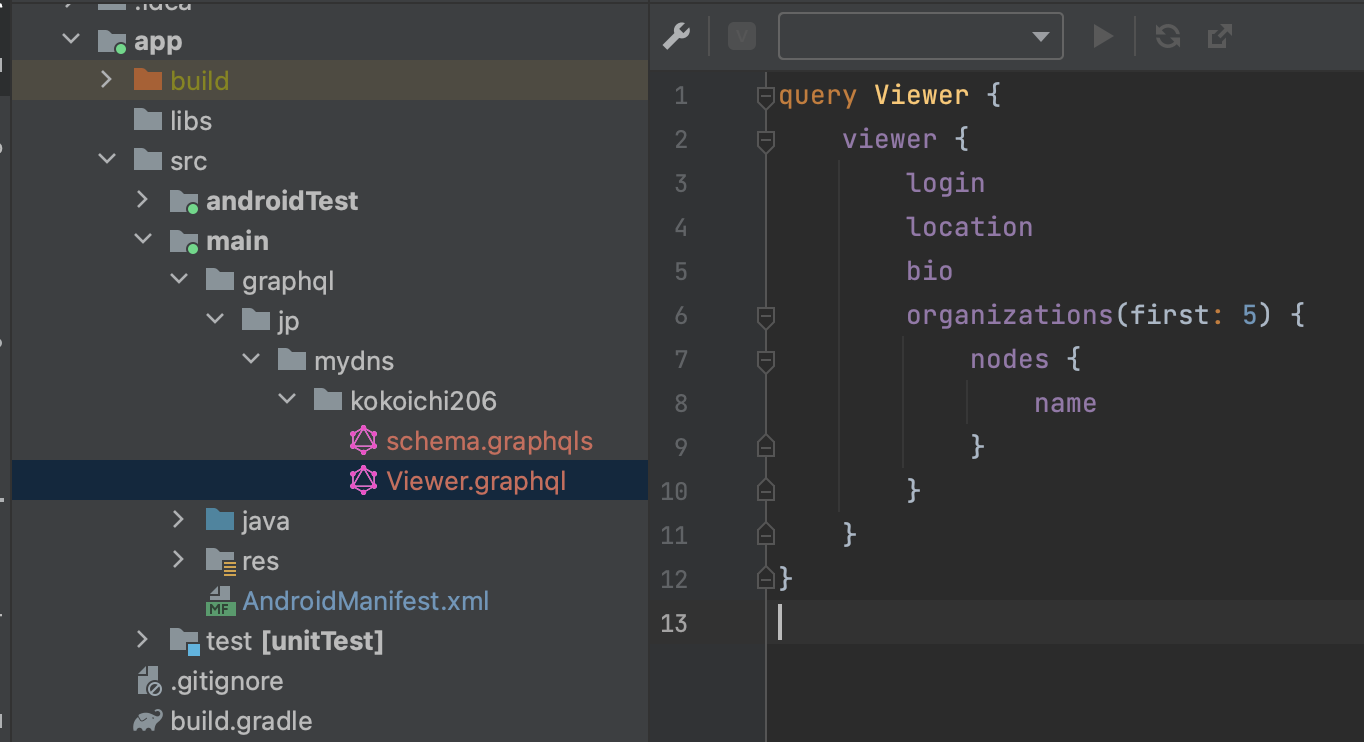 .idea
app
build
libs
src
androidTest
main
graphql
jp
mydns
kokoichi206
schema.graphqls
Viewer.graphql
java
res
MF AndroidManifest.xml
test [unitTest]
.gitignore
build.gradle
V
1 query Viewer {
2 viewer {
3 login
4 location
5 bio
6 organizations(first: 5) {
7 nodes {
8 name
9 }
10 }
11 }
12 }
13